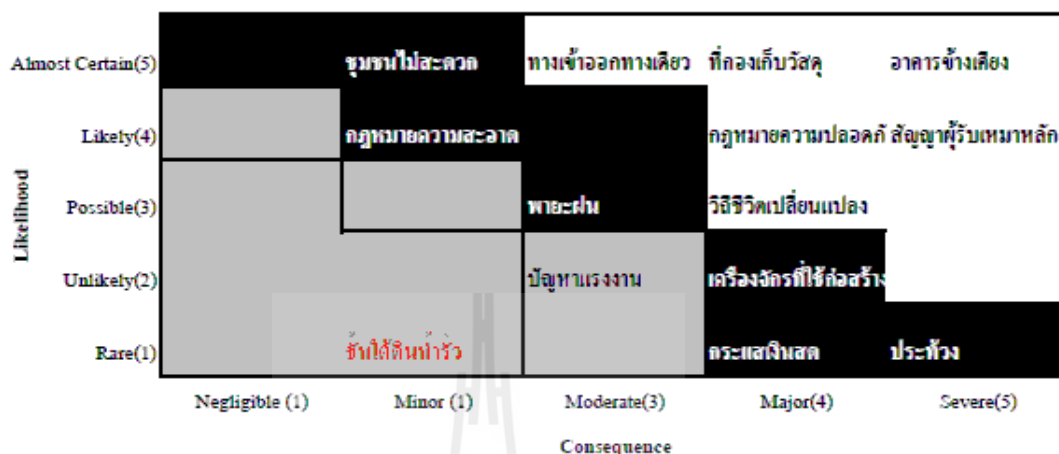 Almost Certain(5) ชุมชนไม่สะดวก ทางเข้าออกทางเดียว ที่กองเก็บวัสดุ อาคารข้างเคียง
Likely(4) กฎหมายความสะอาด กฎหมายความปลอดภั สัญญาผู้รับเหมาหลัก
Likelihood
Possible(3) พายุฝน วิถีชีวิตเปลี่ยนแปลง
Unlikely(2) ปัญหาแรงงาน เครื่องจักรที่ใช้ก่อสร้าง
Rare(1) ชั้นใต้ดินน้ำรั่ว กระแสเงินสด ประท้วง
Negligible (1) Minor (1) Moderate(3) Major(4) Severe(5)
Consequence